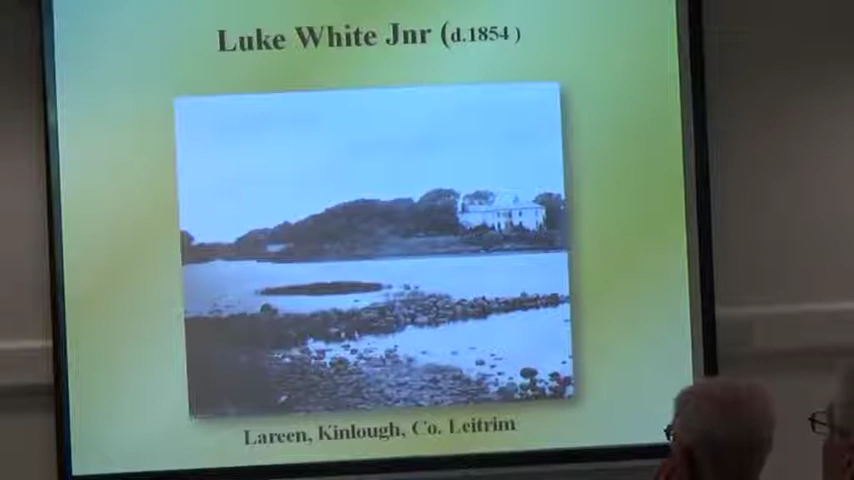 Luke White Jnr (d.1854)
Lareen, Kinlough, Co. Leitrim